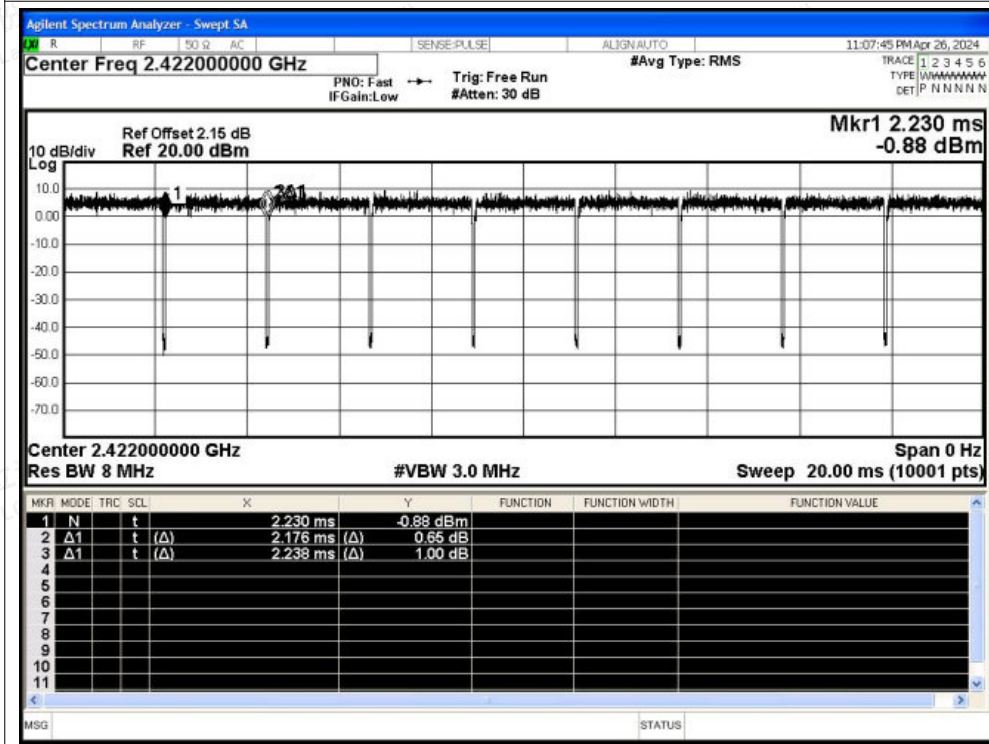 Agilent Spectrum Analyzer - Swept SA
LXI R RF 50 Ω AC SENSE:PULSE ALIGN AUTO 11:07:45 PM Apr 26, 2024
Center Freq 2.422000000 GHz #Avg Type: RMS TRACE 1 2 3 4 5 6
PNO: Fast Trig: Free Run TYPE WWWWWW
IFGain:Low #Atten: 30 dB DET P N N N N N
Mkr1 2.230 ms
Ref Offset 2.15 dB
10 dB/div Ref 20.00 dBm -0.88 dBm
Log
10.0
1
0.00
-10.0
-20.0
-30.0
-40.0
-50.0
-60.0
-70.0
Center 2.422000000 GHz Span 0 Hz
Res BW 8 MHz #VBW 3.0 MHz Sweep 20.00 ms (10001 pts)
MKR MODE TRC SCL X Y FUNCTION FUNCTION WIDTH FUNCTION VALUE
1 N t 2.230 ms -0.88 dBm
2 Δ1 t (Δ) 2.176 ms (Δ) 0.65 dB
3 Δ1 t (Δ) 2.238 ms (Δ) 1.00 dB
4
5
6
7
8
9
10
11
MSG STATUS